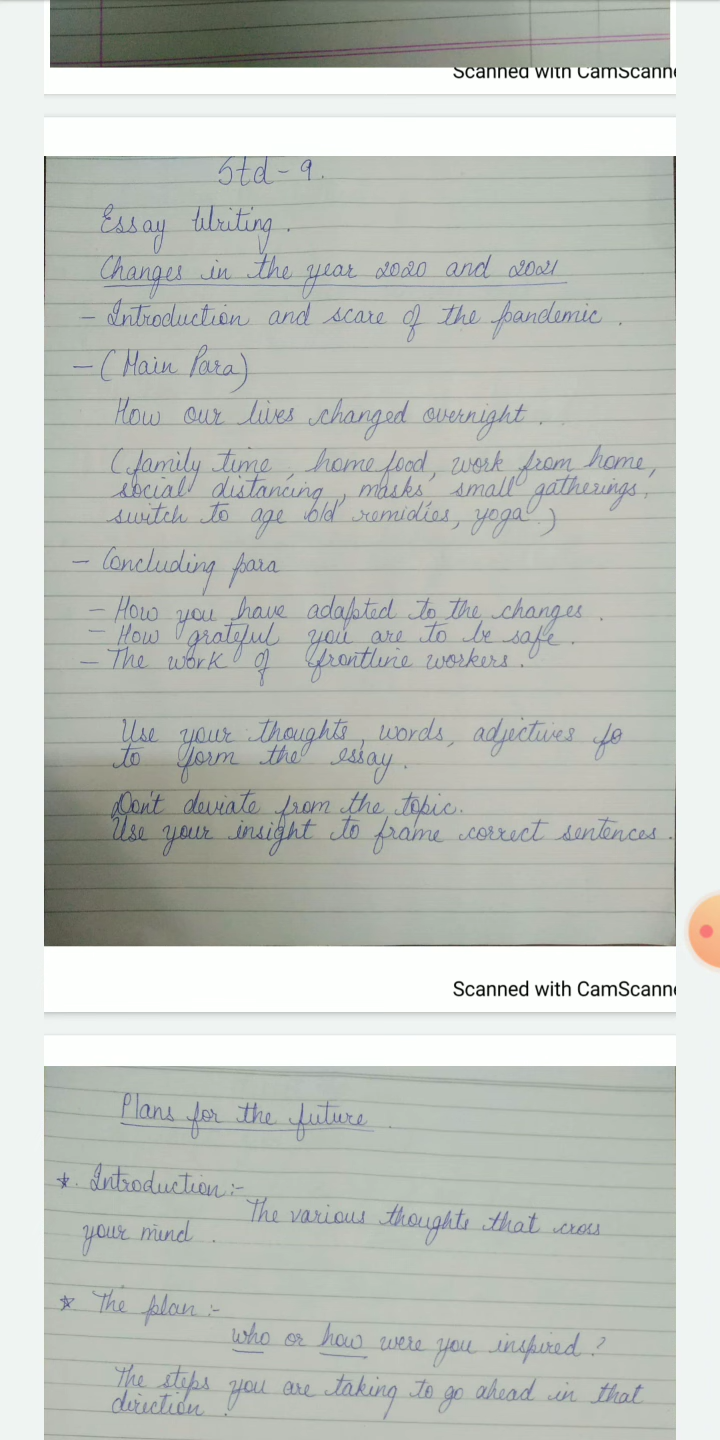 Scanned with CamScanne
Std - 9.
Essay Writing.
Changes in the year 2020 and 2021
- Introduction and scare of the pandemic.
- (Main Para)
How our lives changed overnight.
(family time, home food, work from home,
social distancing, masks, small gatherings,
switch to age old remidies, yoga)
- Concluding para
- How you have adapted to the changes.
- How grateful you are to be safe.
- The work of frontline workers.
Use your thoughts, words, adjectives fo
to form the essay.
Don't deviate from the topic.
Use your insight to frame correct sentences.
Scanned with CamScanne
Plans for the future
* Introduction :-
The various thoughts that cross
your mind.
* The plan :-
who or how were you inspired?
The steps you are taking to go ahead in that
direction.